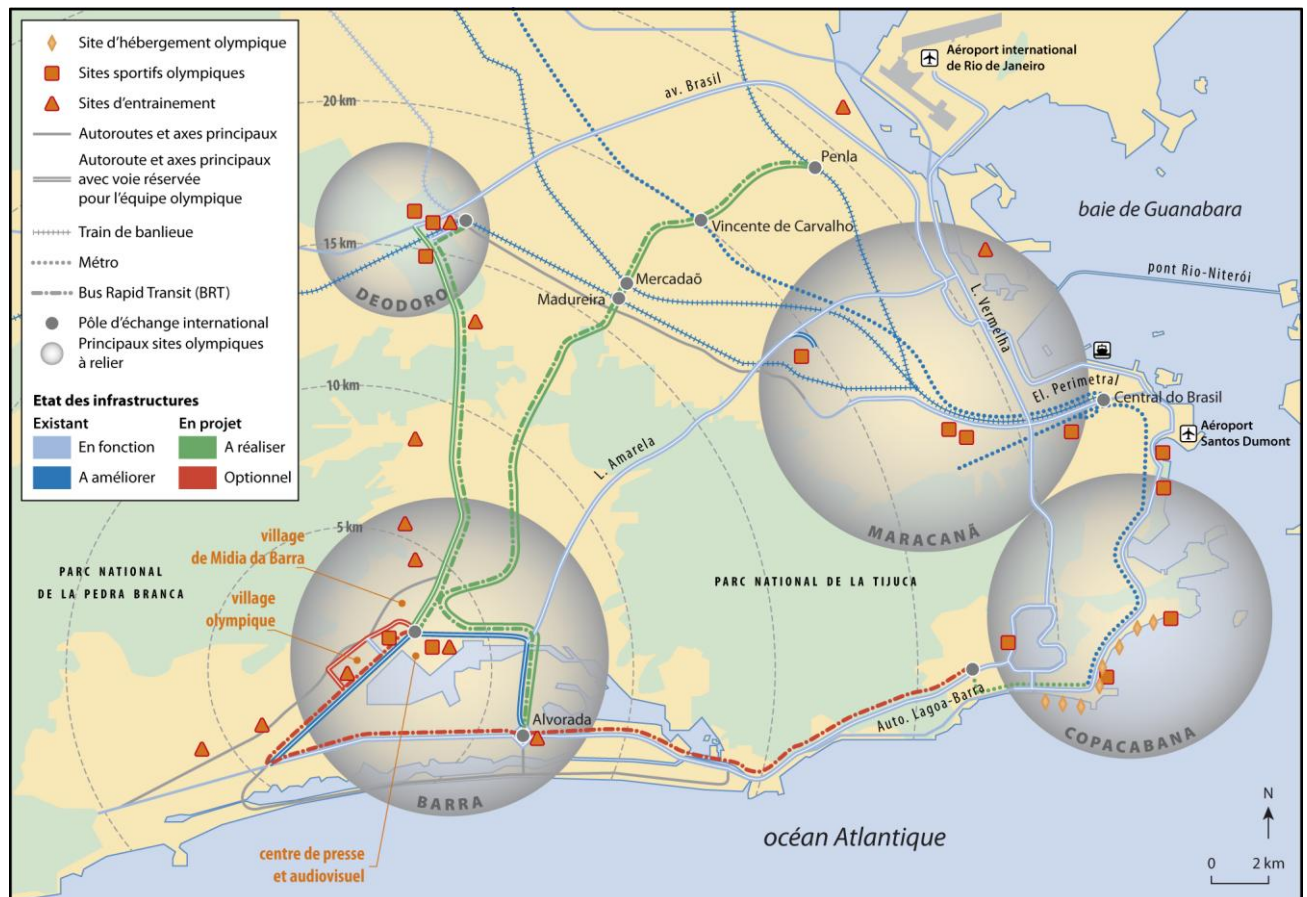 Site d'hébergement olympique
Sites sportifs olympiques
Sites d'entrainement
Autoroutes et axes principaux
Autoroute et axes principaux
avec voie réservée
pour l'équipe olympique
Train de banlieue
Métro
Bus Rapid Transit (BRT)
Pôle d'échange international
Principaux sites olympiques
à relier
Etat des infrastructures
Existant
En projet
En fonction
A réaliser
A améliorer
Optionnel
20 km
15 km
10 km
5 km
av. Brasil
Aéroport international
de Rio de Janeiro
Penla
baie de Guanabara
Vincente de Carvalho
pont Rio-Niterói
Mercadaõ
Madureira
DEODORO
L. Vermelha
El. Perimetral
Central do Brasil
Aéroport
Santos Dumont
L. Amarela
MARACANÃ
village
de Midia da Barra
PARC NATIONAL
DE LA PEDRA BRANCA
PARC NATIONAL DE LA TIJUCA
village
olympique
Alvorada
Auto. Lagoa-Barra
COPACABANA
BARRA
centre de presse
et audiovisuel
océan Atlantique
N
0 2 km